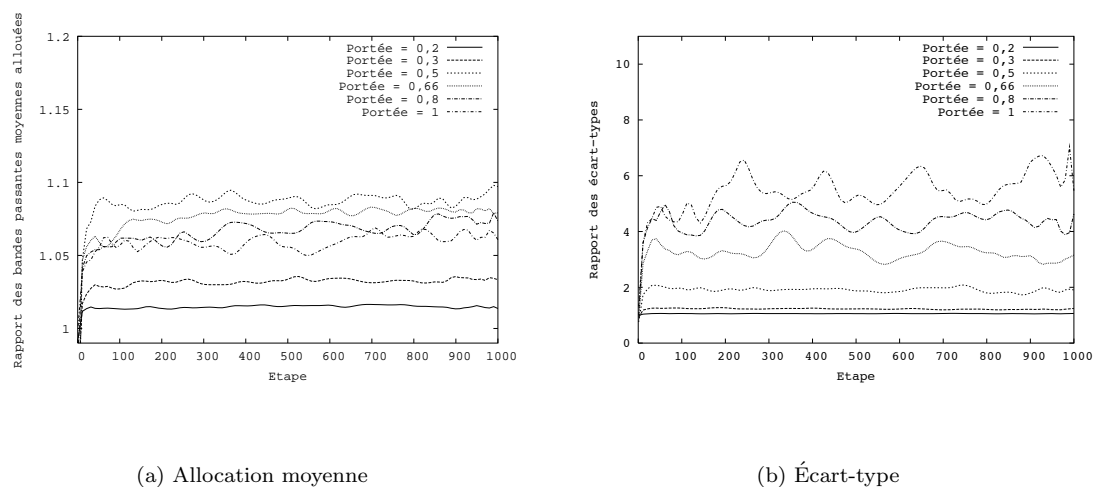 Rapport des bandes passantes moyennes allouées
1.2
1.15
1.1
1.05
1
0 100 200 300 400 500 600 700 800 900 1000
Etape
Portée = 0,2
Portée = 0,3
Portée = 0,5
Portée = 0,66
Portée = 0,8
Portée = 1
(a) Allocation moyenne
Rapport des écart-types
10
8
6
4
2
0
0 100 200 300 400 500 600 700 800 900 1000
Etape
Portée = 0,2
Portée = 0,3
Portée = 0,5
Portée = 0,66
Portée = 0,8
Portée = 1
(b) Écart-type